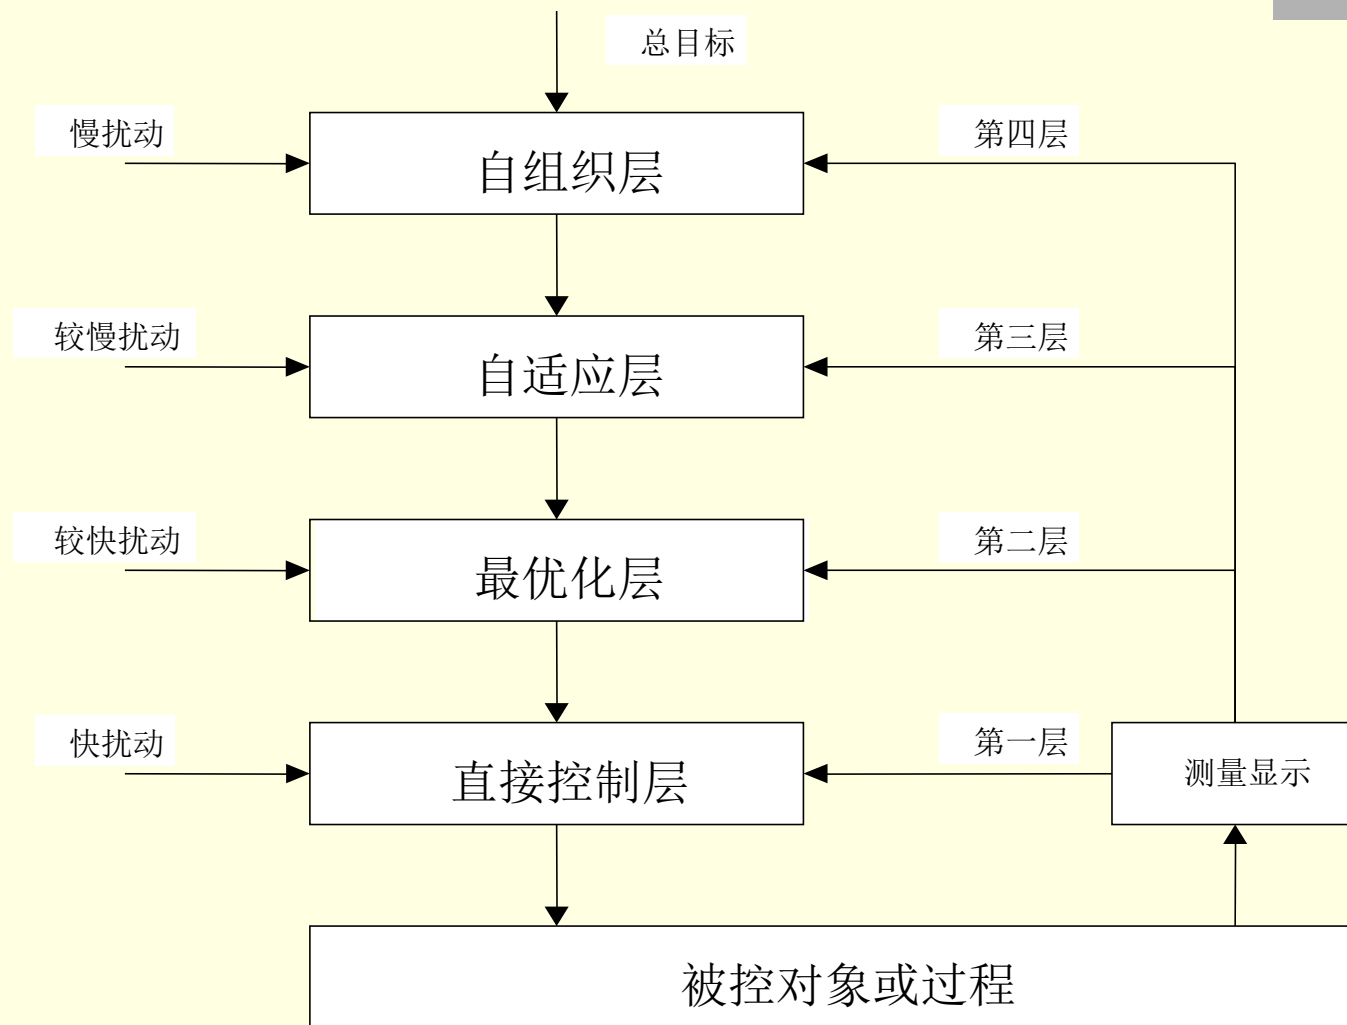 总目标
慢扰动
第四层
自组织层
较慢扰动
第三层
自适应层
较快扰动
第二层
最优化层
快扰动
第一层
直接控制层
测量显示
被控对象或过程